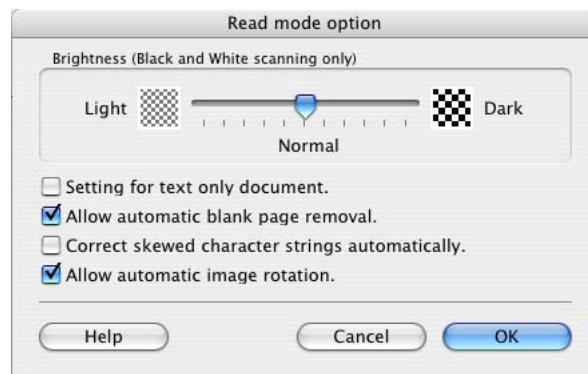 Read mode option
Brightness (Black and White scanning only)
Light Dark
Normal
Setting for text only document.
Allow automatic blank page removal.
Correct skewed character strings automatically.
Allow automatic image rotation.
Help Cancel OK